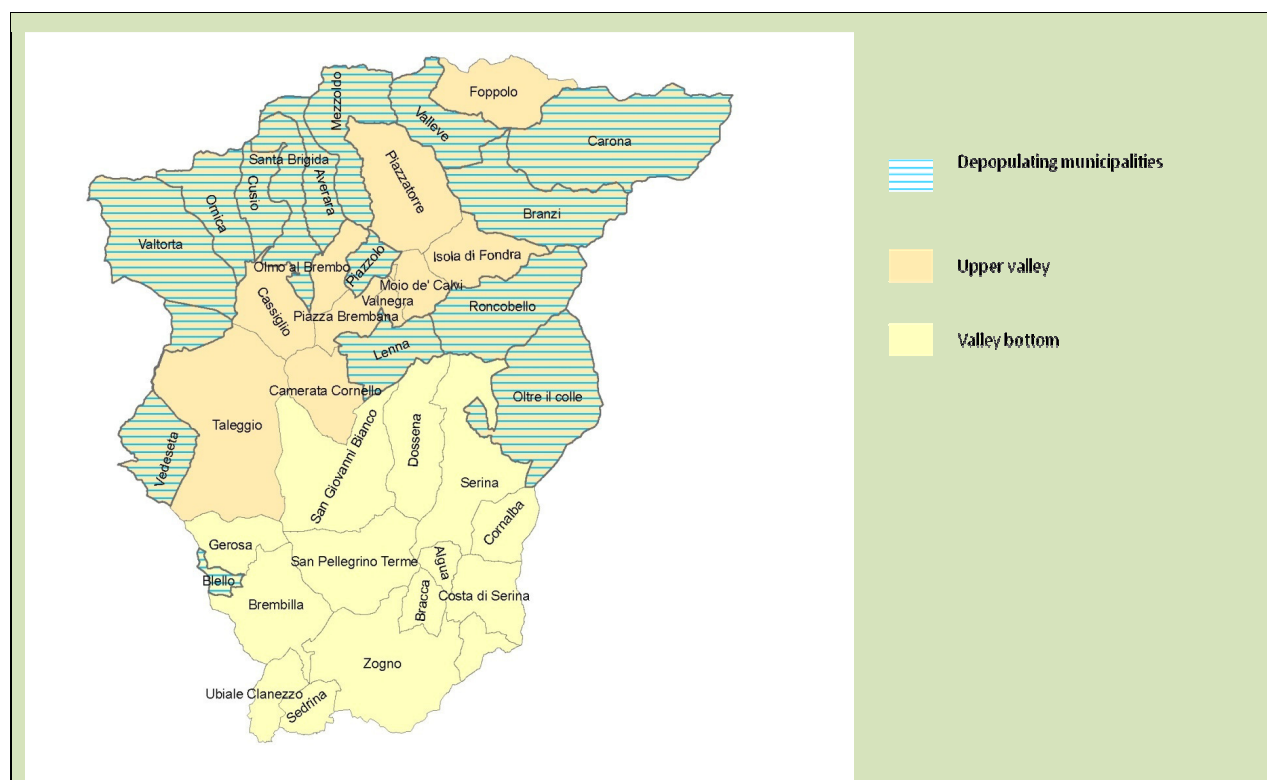 Foppolo
Mezzoldo
Valleve
Carona
Santa Brigida
Piazzatorre
Averara
Cusio
Ornica
Branzi
Valtorta
Isola di Fondra
Olmo al Brembo
Piazzolo
Moio de' Calvi
Valnegra
Roncobello
Cassiglio
Piazza Brembana
Lenna
Camerata Cornello
Oltre il colle
Taleggio
Dossena
San Giovanni Bianco
Vedeseta
Serina
Cornalba
Gerosa
San Pellegrino Terme
Algua
Blello
Bracca
Costa di Serina
Brembilla
Zogno
Ubiale Clanezzo
Sedrina
Depopulating municipalities
Upper valley
Valley bottom